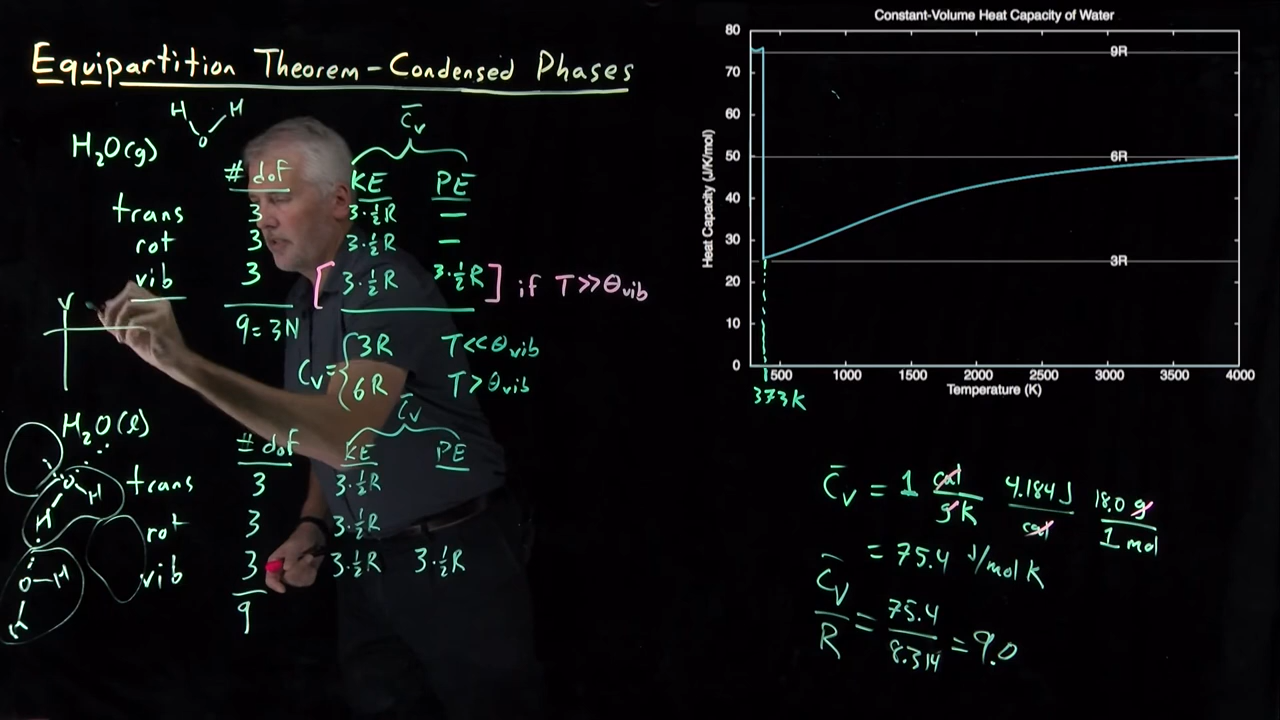 Equipartition Theorem - Condensed Phases
H H
O
H₂O(g)
C̄v
# dof KE PE
trans 3 3·½R —
rot 3 3·½R —
vib 3 [3·½R 3·½R] if T>>Θvib
9=3N
Cv= { 3R T<<Θvib
6R T>Θvib
V
H₂O(l)
C̄v
# dof KE PE
trans 3 3·½R
rot 3 3·½R
vib 3 3·½R 3·½R
9
O H
H
O-H
H
Constant-Volume Heat Capacity of Water
Heat Capacity (J/K/mol)
80
70
60
50
40
30
20
10
0
9R
6R
3R
500 1000 1500 2000 2500 3000 3500 4000
Temperature (K)
373K
C̄v = 1 cal/gK 4.184J/cal 18.0 g/1 mol
= 75.4 J/mol K
C̄v/R = 75.4/8.314 = 9.0